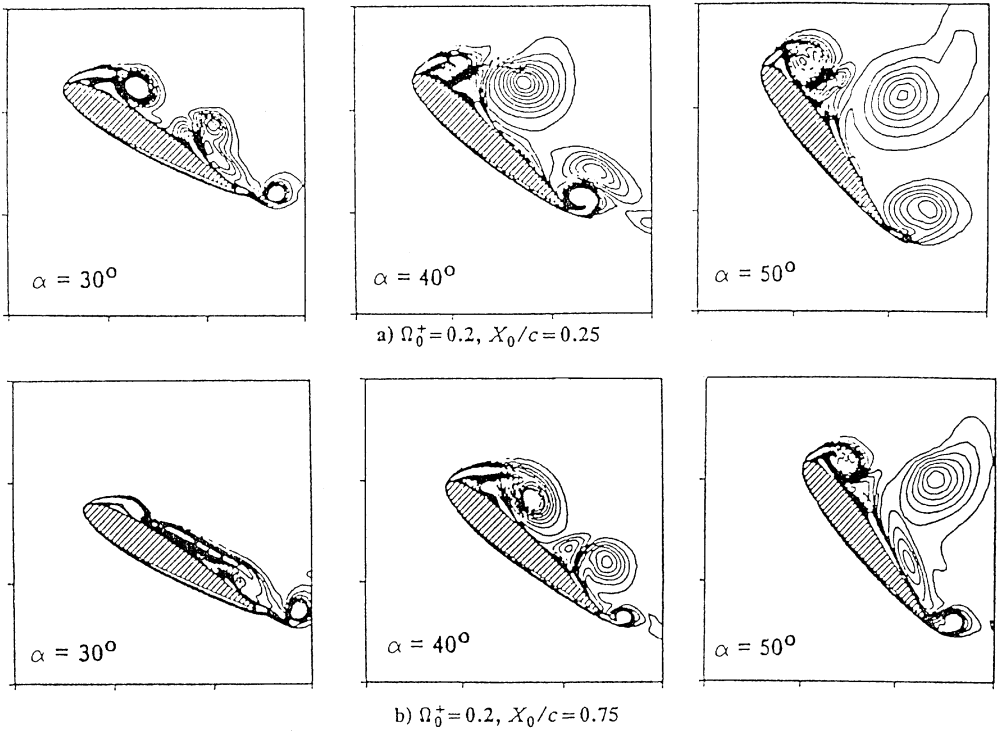 α = 30°
α = 40°
α = 50°
a) Ω₀⁺ = 0.2, X₀/c = 0.25
α = 30°
α = 40°
α = 50°
b) Ω₀⁺ = 0.2, X₀/c = 0.75